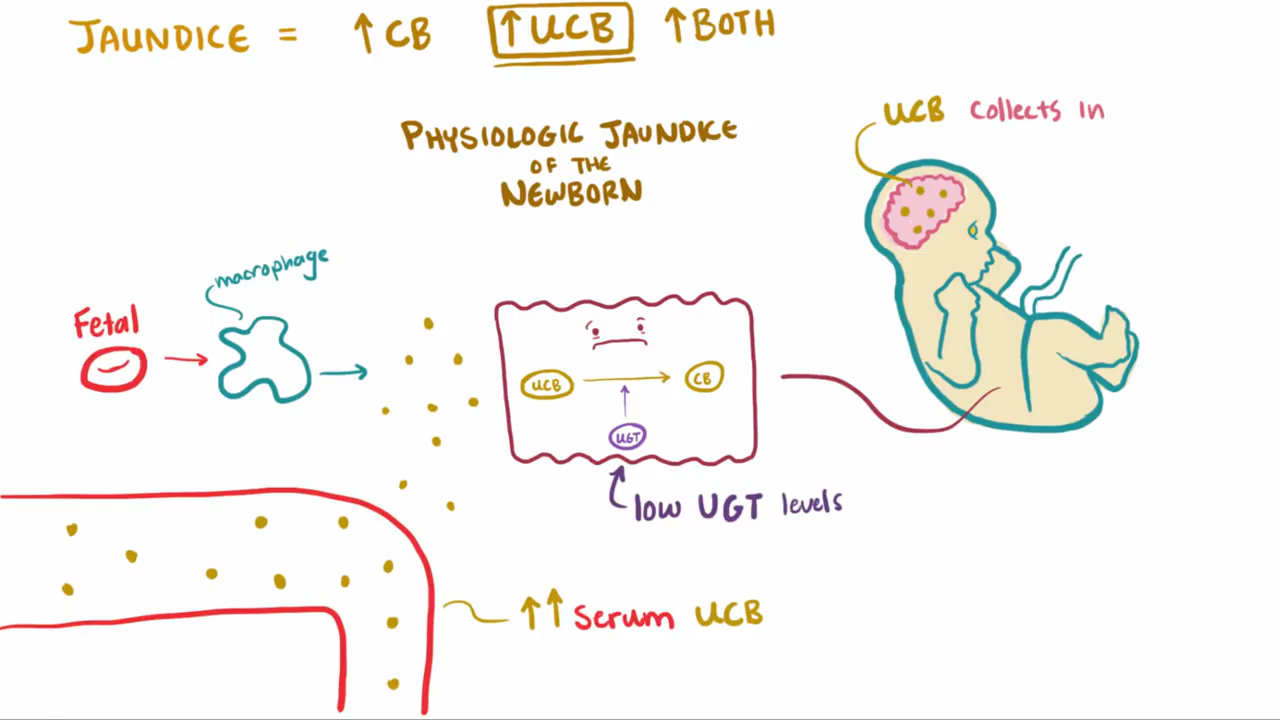 JAUNDICE = ↑CB ↑UCB ↑BOTH
UCB collects in
PHYSIOLOGIC JAUNDICE
OF THE
NEWBORN
macrophage
Fetal
UCB
CB
UGT
low UGT levels
↑↑ Serum UCB